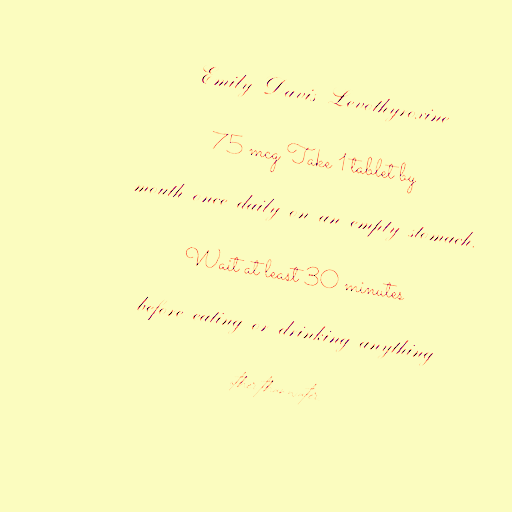 Emily Davis Levothyroxine
75 mcg Take 1 tablet by
mouth once daily on an empty stomach.
Wait at least 30 minutes
before eating or drinking anything